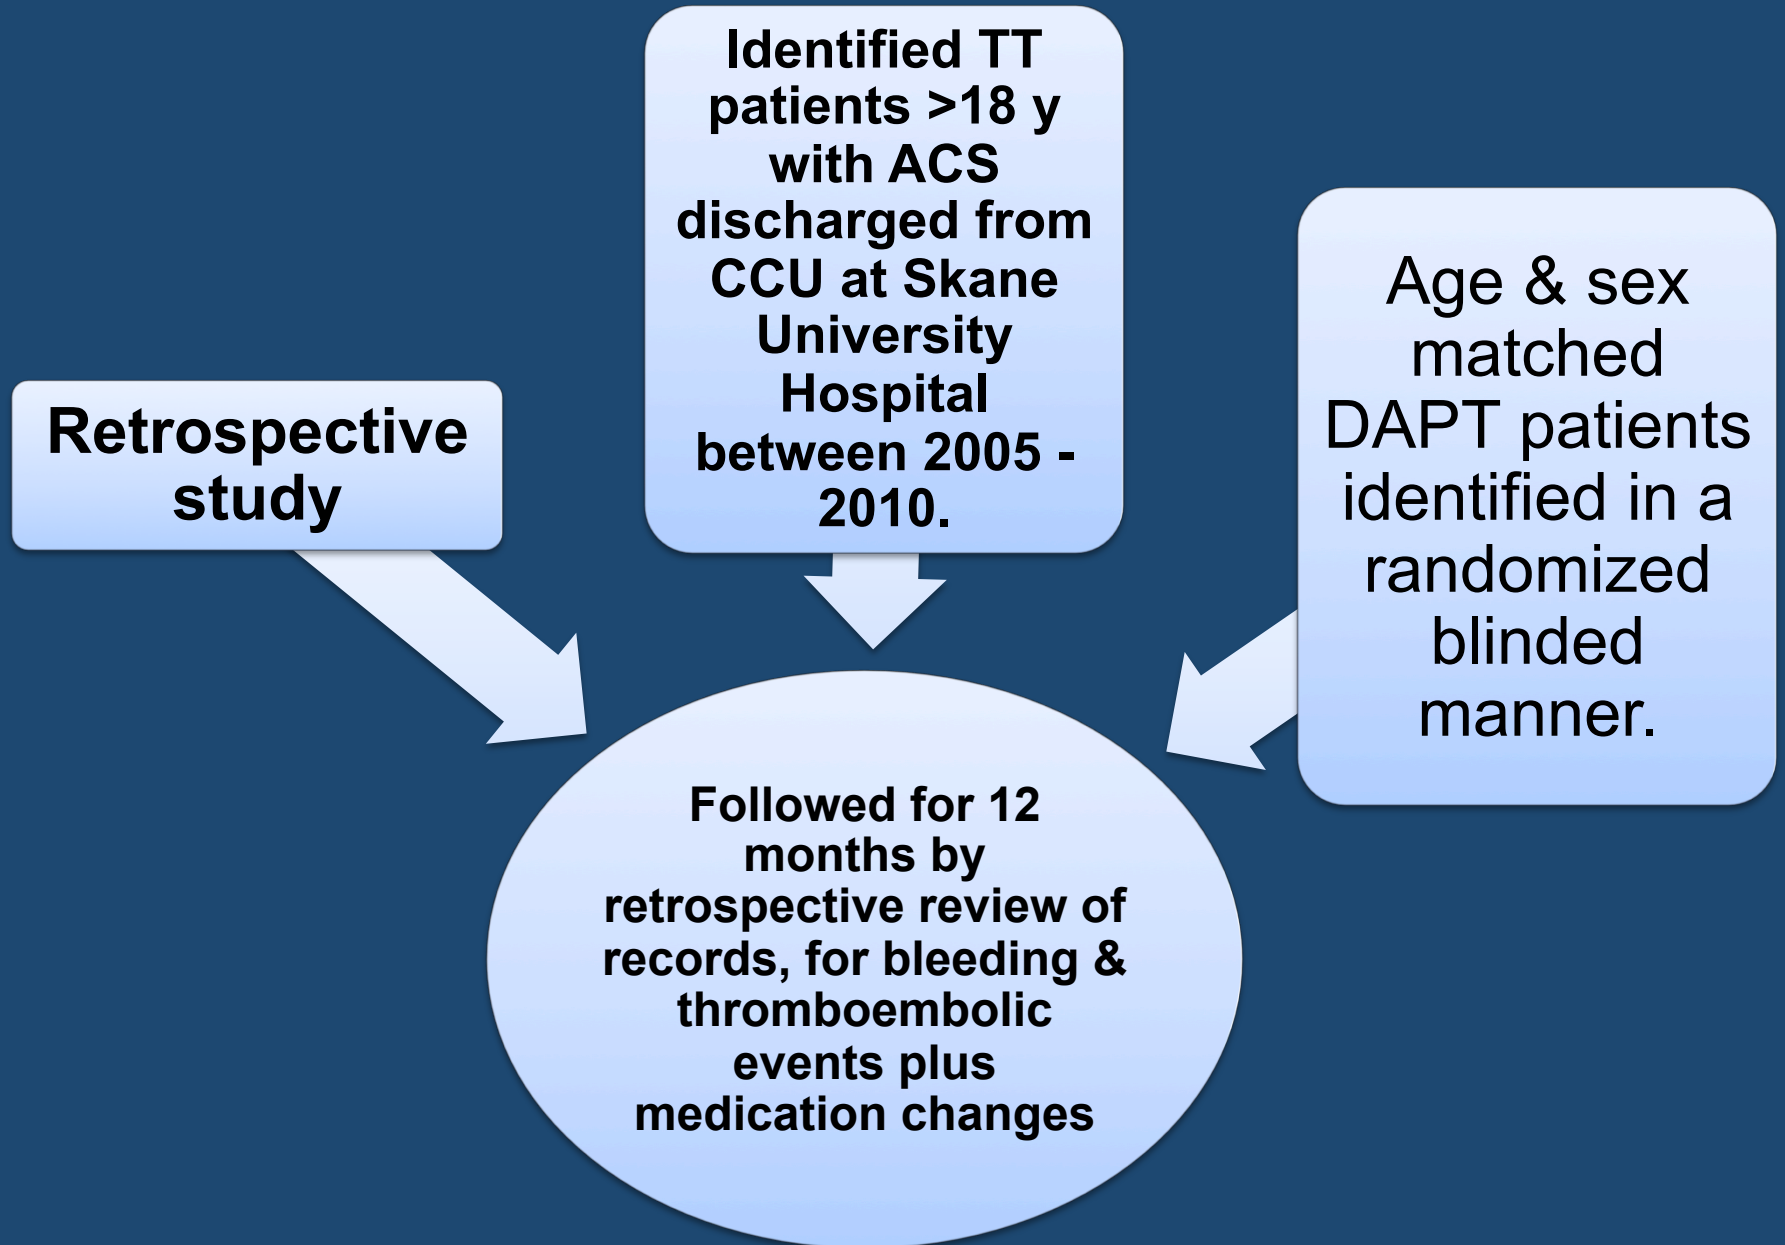 Retrospective
study
Identified TT
patients >18 y
with ACS
discharged from
CCU at Skane
University
Hospital
between 2005 -
2010.
Age & sex
matched
DAPT patients
identified in a
randomized
blinded
manner.
Followed for 12
months by
retrospective review of
records, for bleeding &
thromboembolic
events plus
medication changes